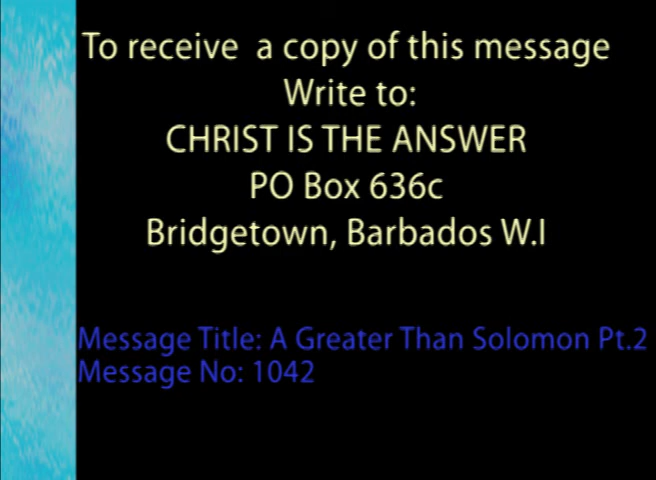 To receive a copy of this message
Write to:
CHRIST IS THE ANSWER
PO Box 636c
Bridgetown, Barbados W.I
Message Title: A Greater Than Solomon Pt.2
Message No: 1042